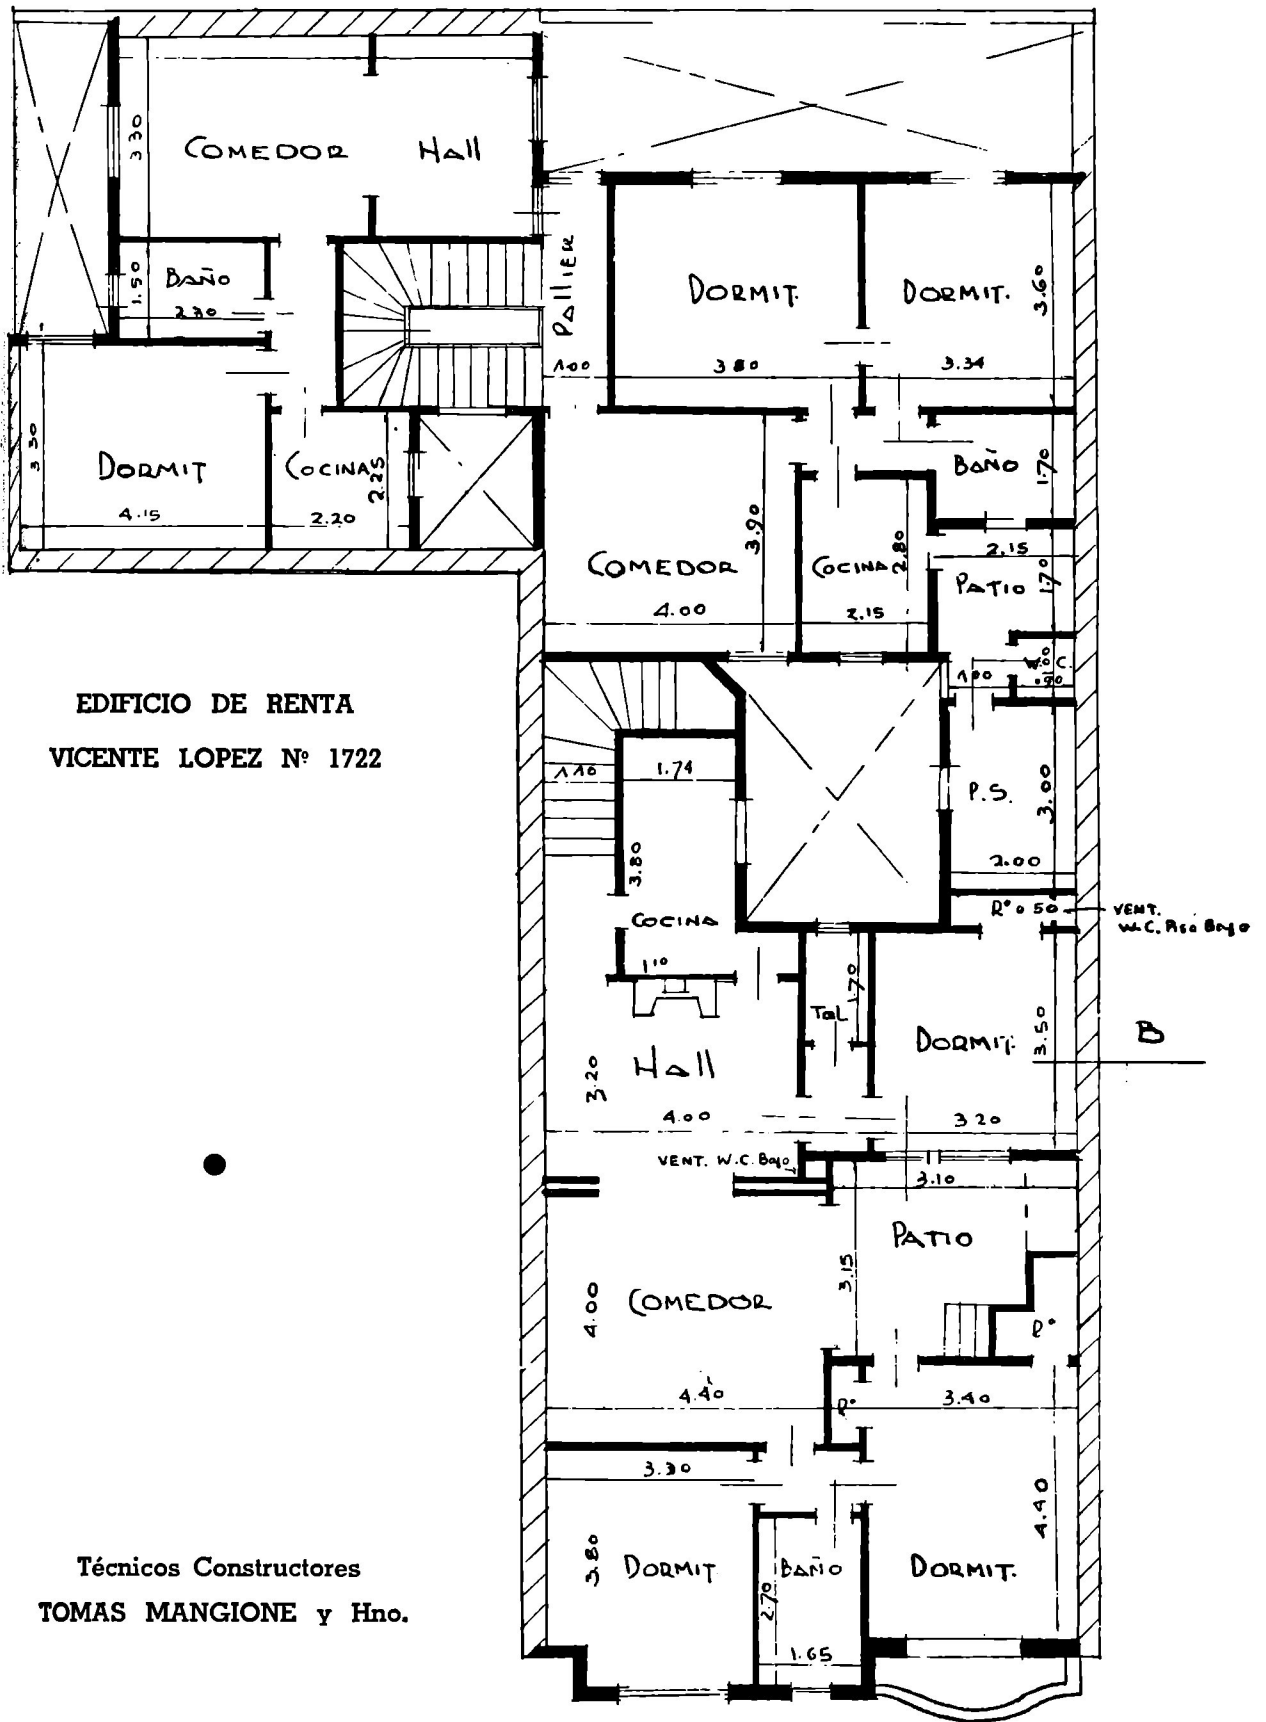 COMEDOR
Hall
3.30
BAÑO
1.50
2.30
PALLIER
DORMIT.
DORMIT.
3.60
1.00
3.80
3.34
3.30
DORMIT
4.15
COCINA
2.25
2.20
BAÑO
1.70
3.90
COMEDOR
4.00
COCINA
2.80
2.15
2.15
PATIO
1.70
1.00
W.C.
1.00
.90
EDIFICIO DE RENTA
VICENTE LOPEZ Nº 1722
1.10
1.74
3.80
COCINA
1.10
P.S.
3.00
2.00
Rº 0.50
VENT.
W.C. Piso Bajo
Tol
1.70
Hall
3.20
4.00
DORMIT.
3.50
3.20
B
VENT. W.C. Bajo
3.10
PATIO
3.15
COMEDOR
4.00
4.40
Rº
Rº
3.40
3.30
3.80
DORMIT
BAÑO
2.70
1.65
DORMIT.
4.40
Técnicos Constructores
TOMAS MANGIONE y Hno.